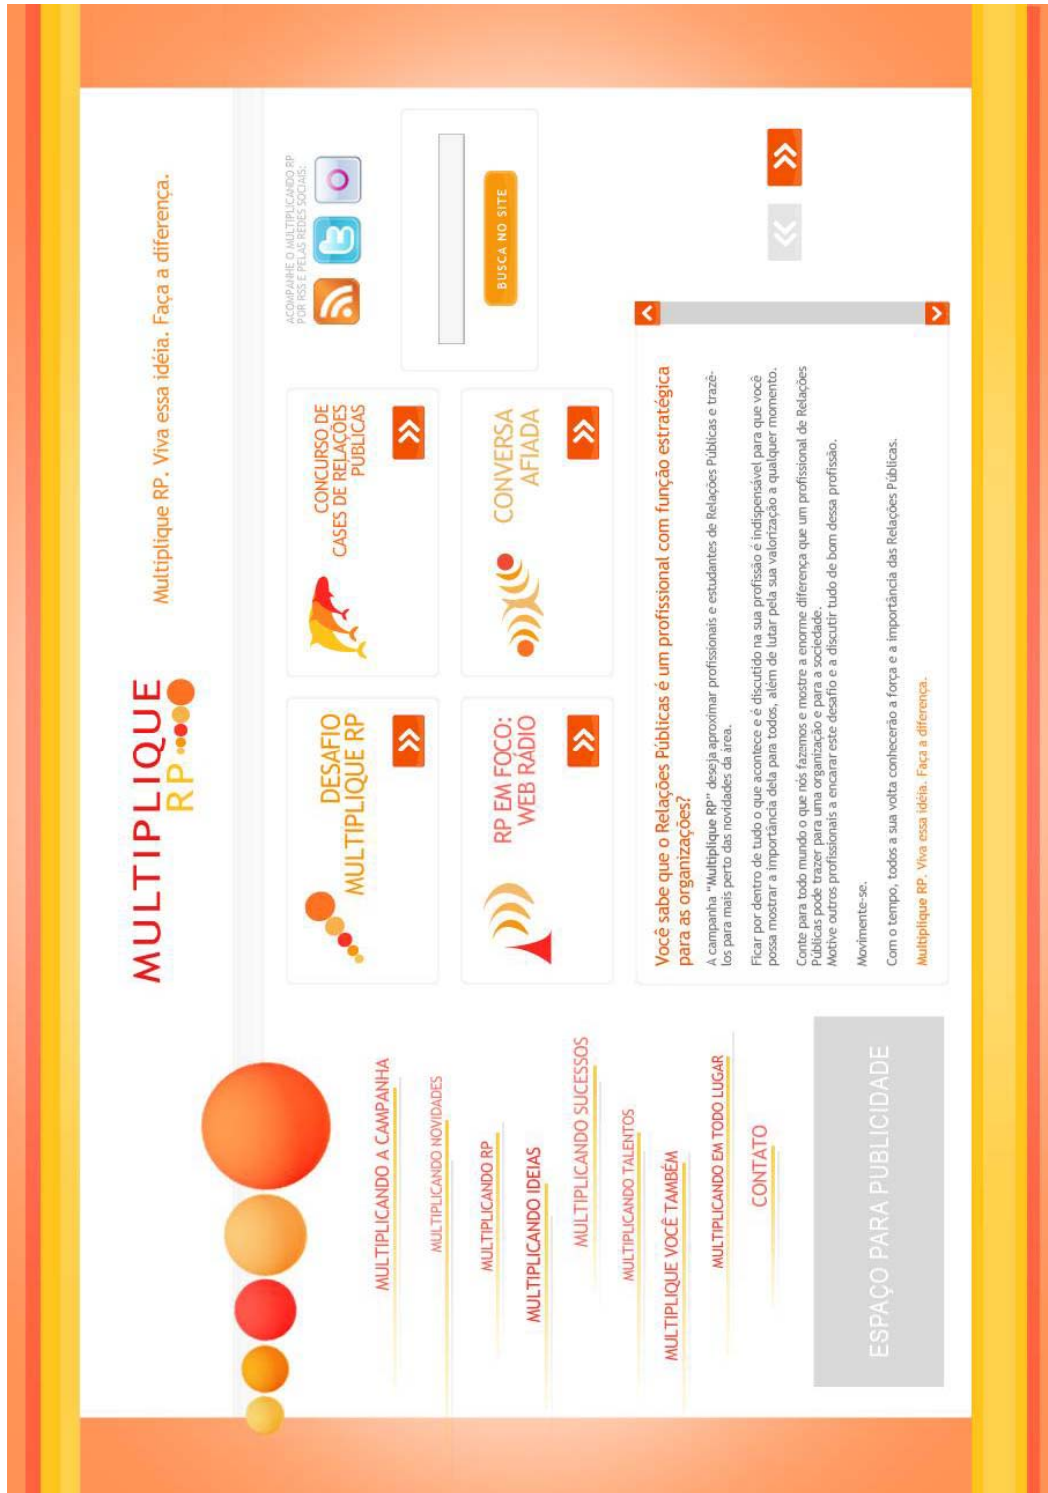 MULTIPLIQUE
RP
Multiplique RP. Viva essa idéia. Faça a diferença.
MULTIPLICANDO A CAMPANHA
MULTIPLICANDO NOVIDADES
MULTIPLICANDO RP
MULTIPLICANDO IDEIAS
MULTIPLICANDO SUCESSOS
MULTIPLICANDO TALENTOS
MULTIPLIQUE VOCÊ TAMBÉM
MULTIPLICANDO EM TODO LUGAR
CONTATO
ESPAÇO PARA PUBLICIDADE
DESAFIO
MULTIPLIQUE RP
CONCURSO DE
CASES DE RELAÇÕES
PÚBLICAS
RP EM FOCO:
WEB RÁDIO
CONVERSA
AFIADA
ACOMPANHE O MULTIPLICANDO RP
POR RSS E PELAS REDES SOCIAIS:
BUSCA NO SITE
Você sabe que o Relações Públicas é um profissional com função estratégica
para as organizações?
A campanha "Multiplique RP" deseja aproximar profissionais e estudantes de Relações Públicas e trazê-
los para mais perto das novidades da área.
Ficar por dentro de tudo o que acontece e é discutido na sua profissão é indispensável para que você
possa mostrar a importância dela para todos, além de lutar pela sua valorização a qualquer momento.
Conte para todo mundo o que nós fazemos e mostre a enorme diferença que um profissional de Relações
Públicas pode trazer para uma organização e para a sociedade.
Motive outros profissionais a encarar este desafio e a discutir tudo de bom dessa profissão.
Movimente-se.
Com o tempo, todos a sua volta conhecerão a força e a importância das Relações Públicas.
Multiplique RP. Viva essa idéia. Faça a diferença.